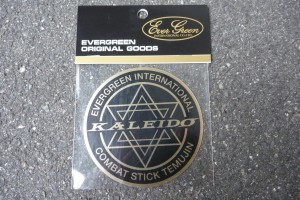 Ever Green
EVERGREEN
ORIGINAL GOODS
EVERGREEN INTERNATIONAL
KALEIDO
COMBAT STICK TEMUJIN